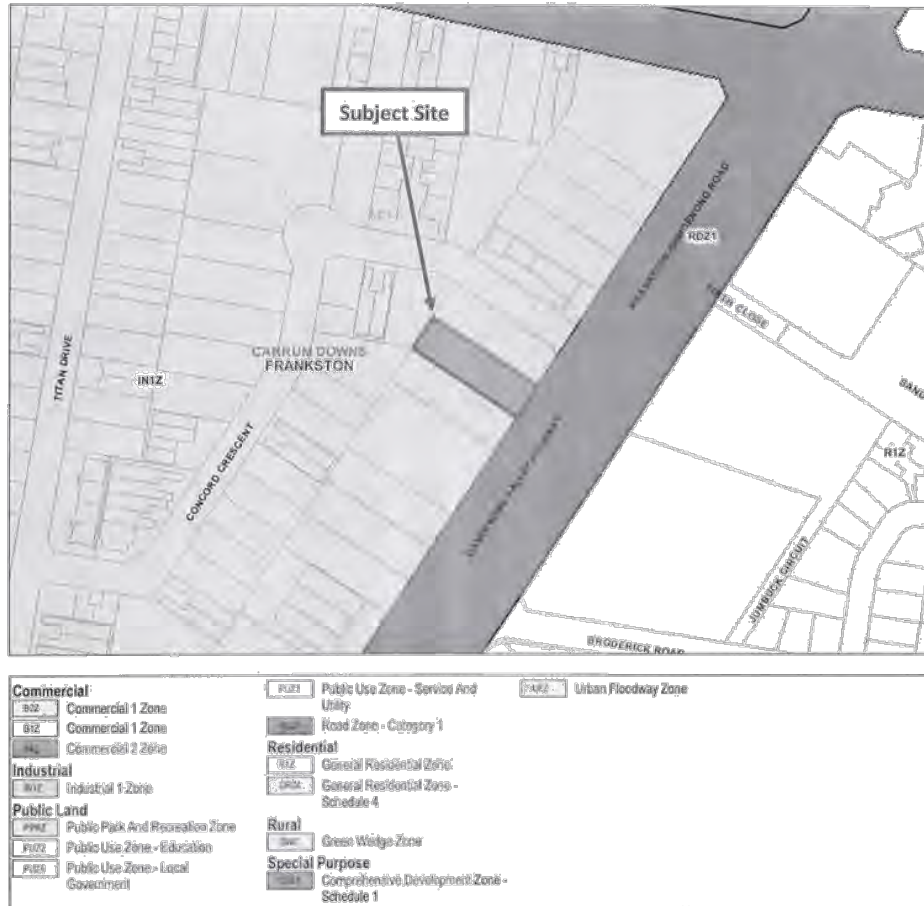 Subject Site
TITAN DRIVE
IN1Z
CARRUM DOWNS
FRANKSTON
CONCORD CRESCENT
ROAD
RDZ1
CLOSE
R1Z
JUMBUCK CIRCUIT
BRODERICK ROAD
Commercial
Commercial 1 Zone
B1Z Commercial 1 Zone
Commercial 2 Zone
Industrial
Industrial 1 Zone
Public Land
Public Park And Recreation Zone
Public Use Zone - Education
Public Use Zone - Local
Government
Public Use Zone - Service And
Utility
Road Zone - Category 1
Residential
General Residential Zone
General Residential Zone -
Schedule 4
Rural
Green Wedge Zone
Special Purpose
Comprehensive Development Zone -
Schedule 1
Urban Floodway Zone